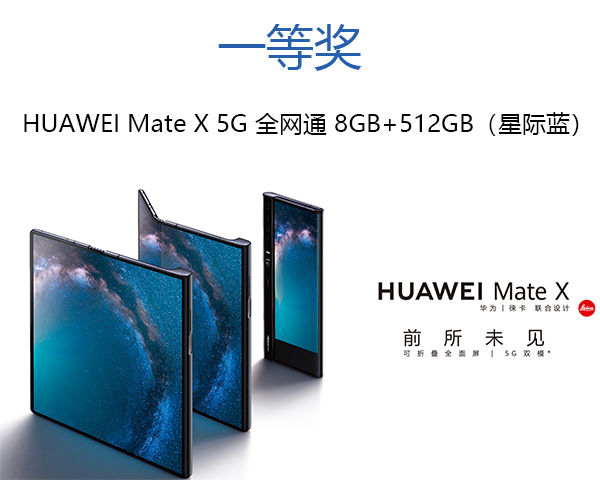 一等奖
HUAWEI Mate X 5G 全网通 8GB+512GB（星际蓝）
HUAWEI Mate X
华为 | 徕卡 联合设计
Leica
前所未见
可折叠全面屏 | 5G 双模*